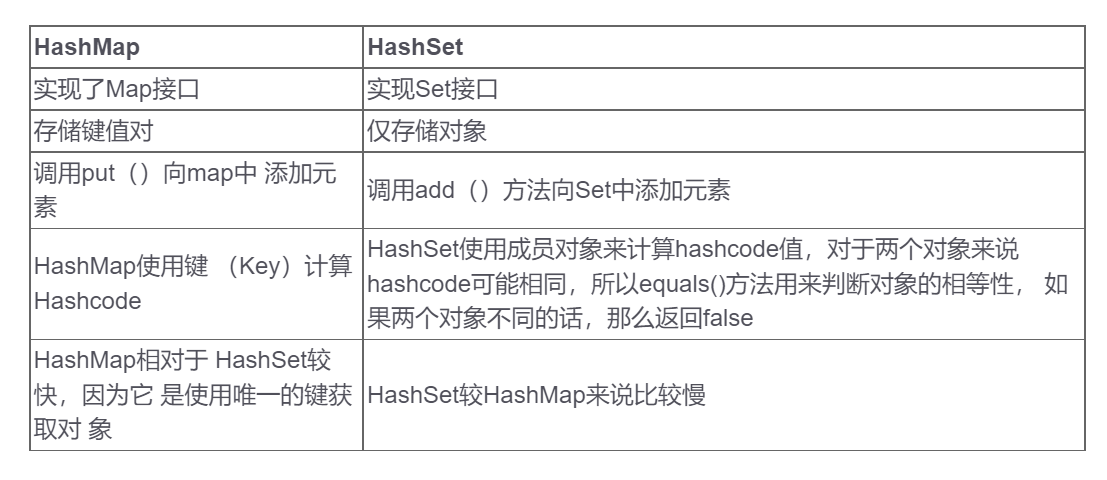 HashMap
HashSet
实现了Map接口
实现Set接口
存储键值对
仅存储对象
调用put（）向map中 添加元
素
调用add（）方法向Set中添加元素
HashMap使用键 （Key）计算
Hashcode
HashSet使用成员对象来计算hashcode值，对于两个对象来说
hashcode可能相同，所以equals()方法用来判断对象的相等性， 如
果两个对象不同的话，那么返回false
HashMap相对于 HashSet较
快，因为它 是使用唯一的键获
取对 象
HashSet较HashMap来说比较慢